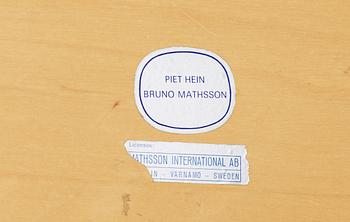 PIET HEIN
BRUNO MATHSSON
Licensee:
MATHSSON INTERNATIONAL AB
VÄRNAMO - SWEDEN